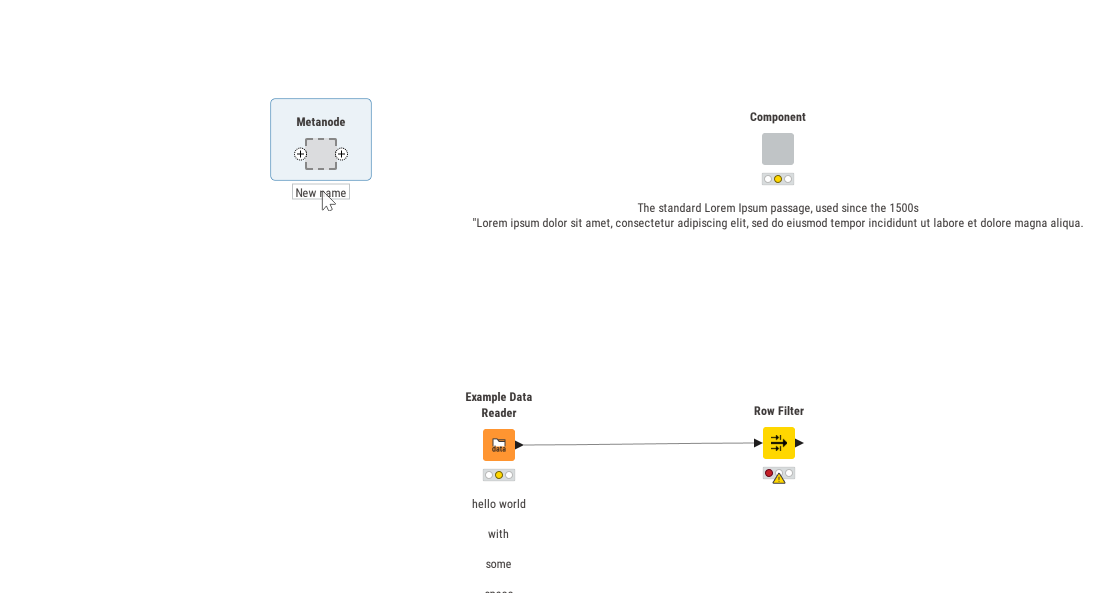 Metanode
New name
Component
The standard Lorem Ipsum passage, used since the 1500s
"Lorem ipsum dolor sit amet, consectetur adipiscing elit, sed do eiusmod tempor incididunt ut labore et dolore magna aliqua.
Example Data
Reader
data
Row Filter
hello world
with
some